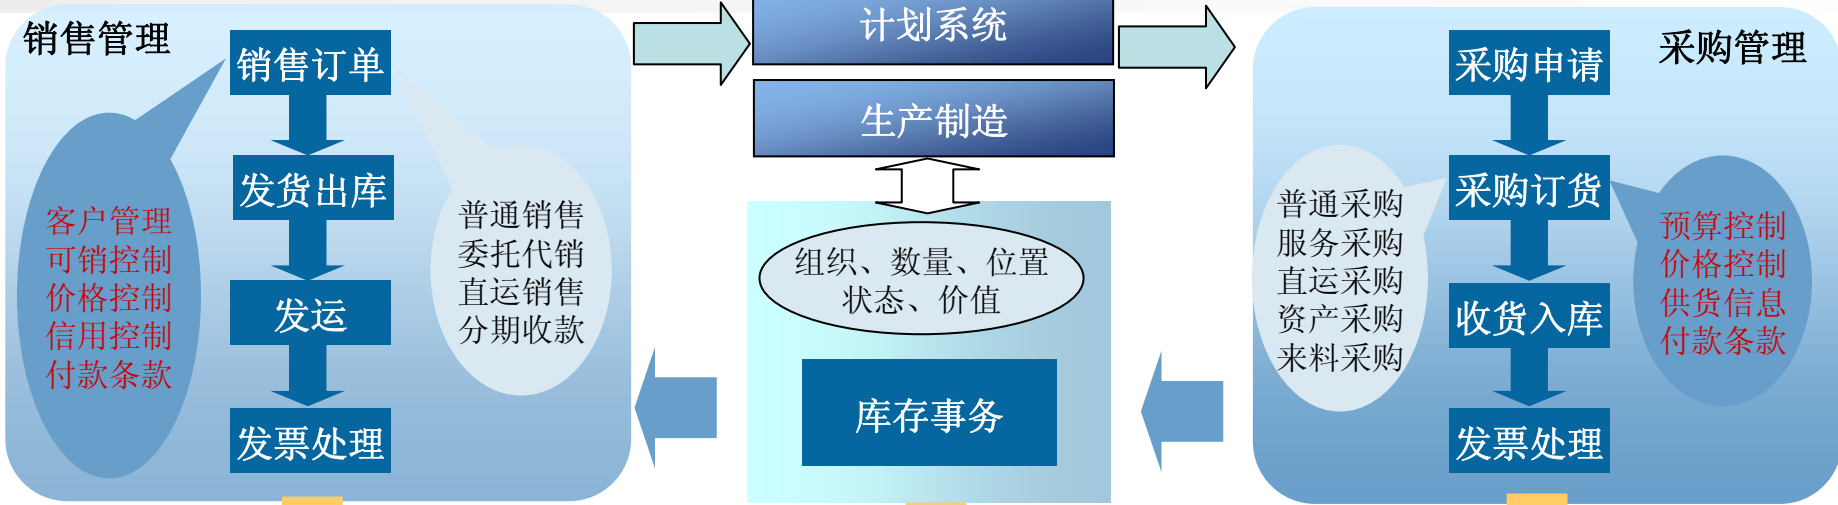 销售管理
销售订单
发货出库
发运
发票处理
客户管理
可销控制
价格控制
信用控制
付款条款
普通销售
委托代销
直运销售
分期收款
计划系统
生产制造
组织、数量、位置
状态、价值
库存事务
采购管理
采购申请
采购订货
收货入库
发票处理
普通采购
服务采购
直运采购
资产采购
来料采购
预算控制
价格控制
供货信息
付款条款